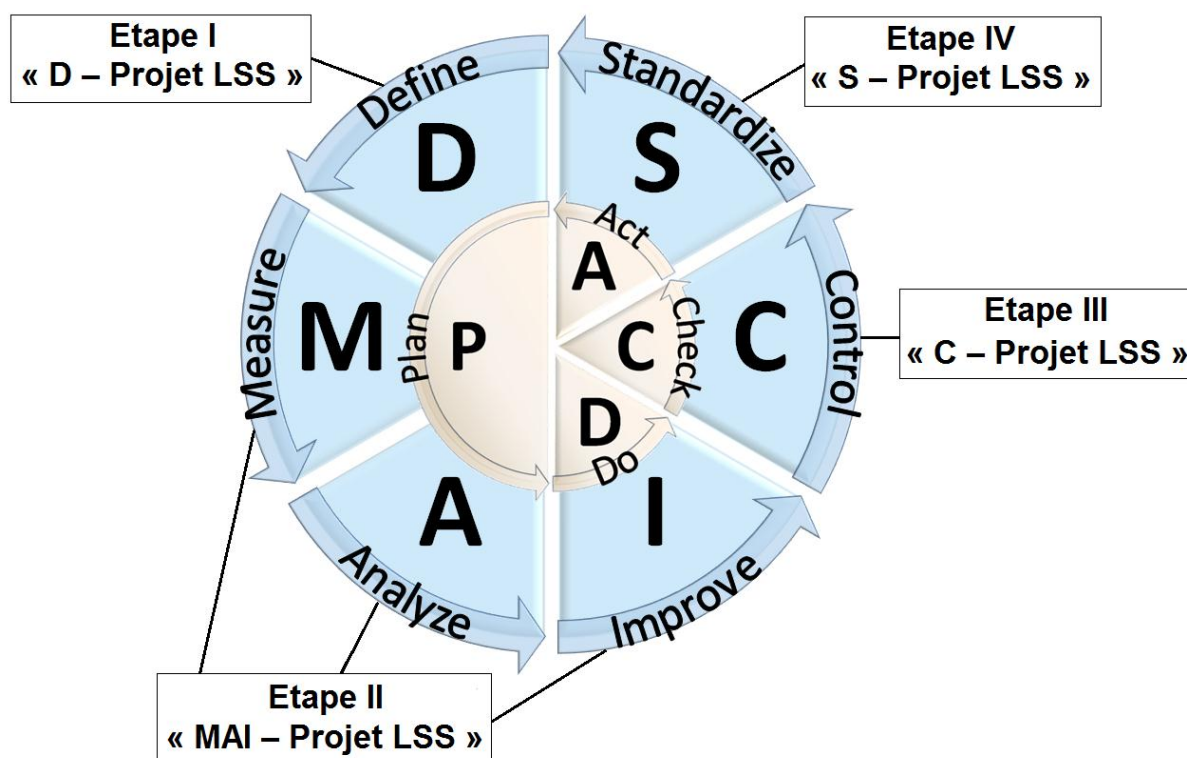 Etape I
« D – Projet LSS »
Etape IV
« S – Projet LSS »
Define
Standardize
D
S
Act
A
Measure
M
Plan
P
C
Check
C
Control
Etape III
« C – Projet LSS »
D
Do
A
I
Analyze
Improve
Etape II
« MAI – Projet LSS »